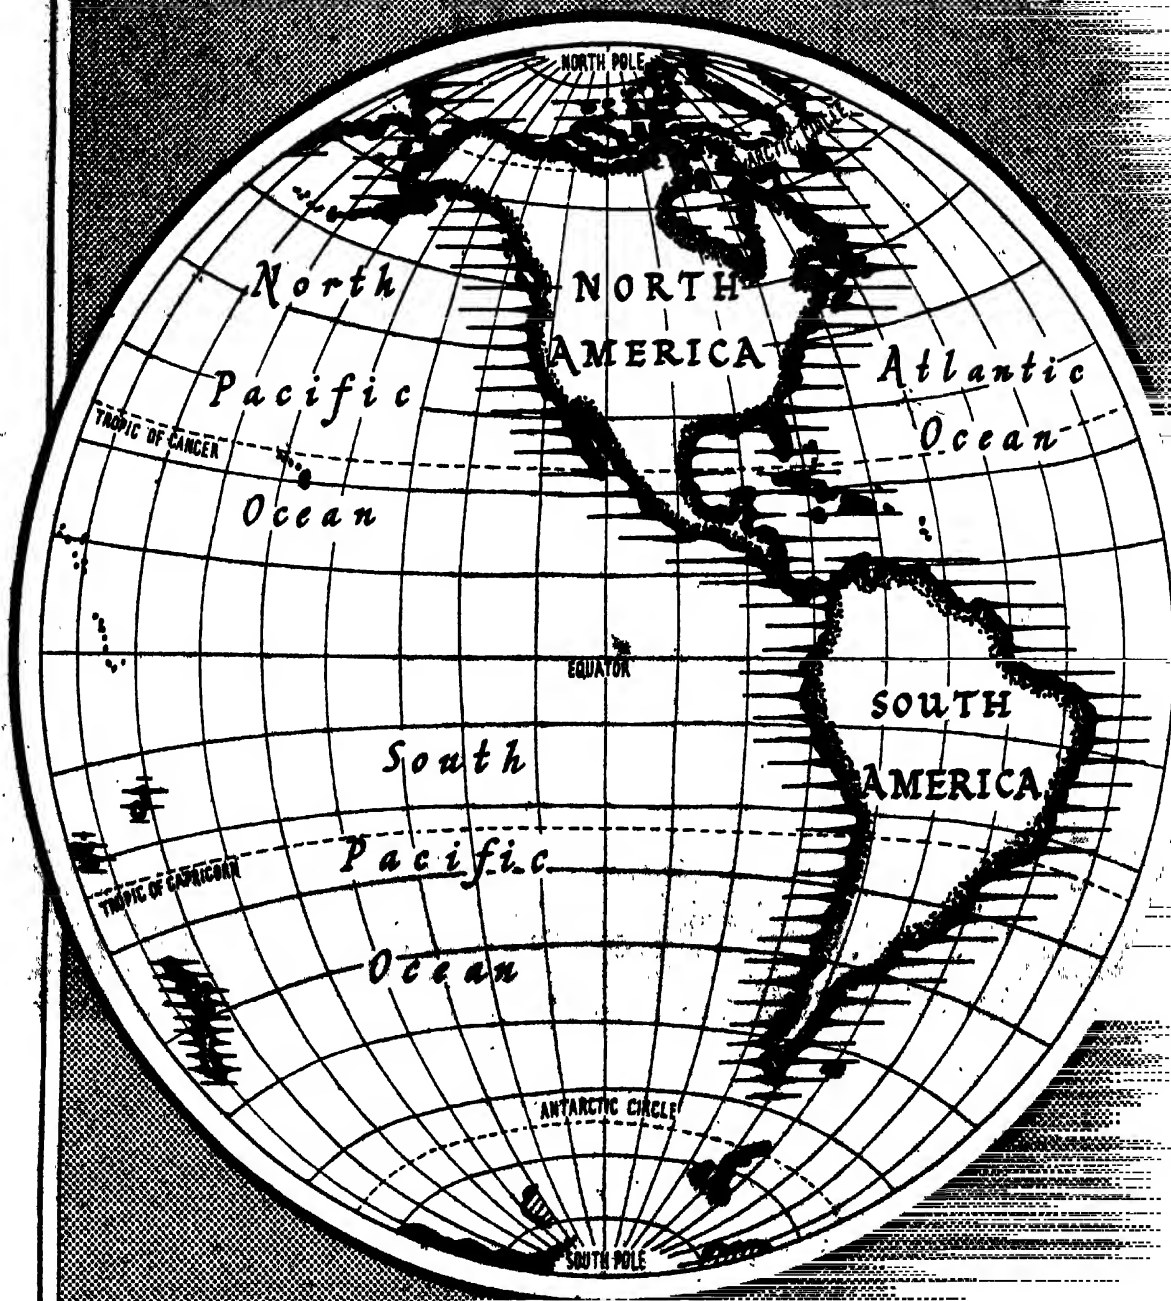 NORTH POLE
ARCTIC CIRCLE
North
Pacific
Ocean
NORTH
AMERICA
Atlantic
Ocean
TROPIC OF CANCER
EQUATOR
SOUTH
AMERICA
South
Pacific
Ocean
TROPIC OF CAPRICORN
ANTARCTIC CIRCLE
SOUTH POLE